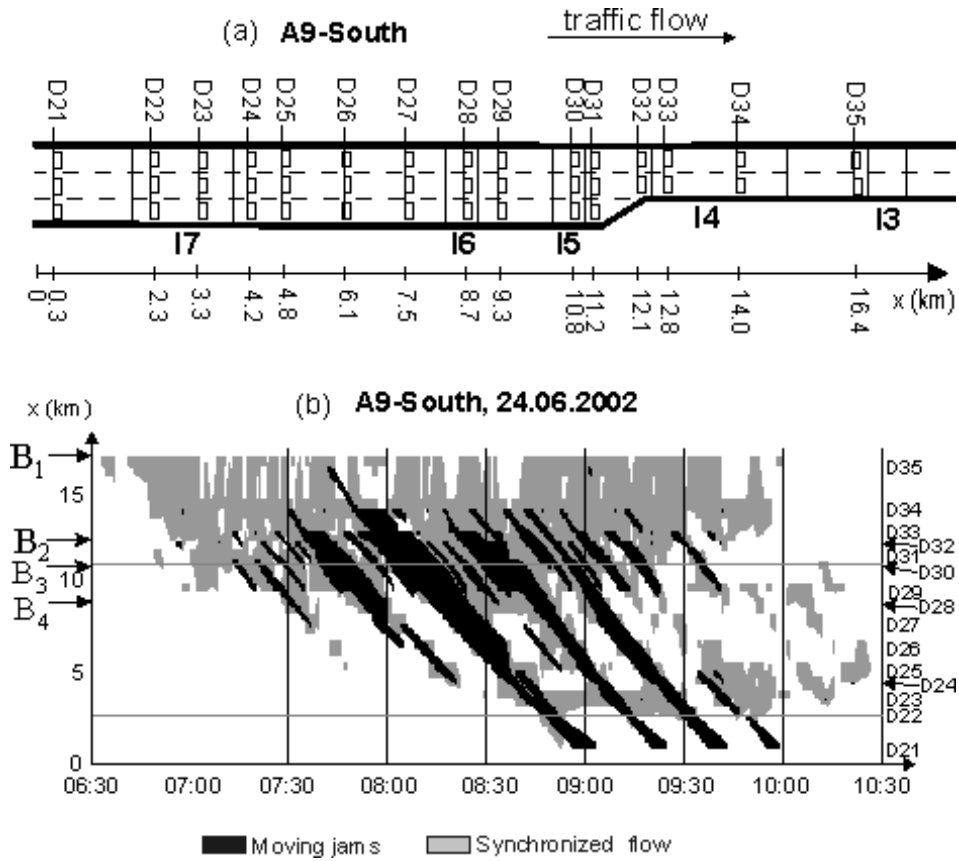 (a) A9-South
traffic flow
D21 D22 D23 D24 D25 D26 D27 D28 D29 D30 D31 D32 D33 D34 D35
I7 I6 I5 I4 I3
0 0.3 2.3 3.3 4.2 4.8 6.1 7.5 8.7 9.3 10.8 11.2 12.1 12.8 14.0 16.4 x (km)
x (km) (b) A9-South, 24.06.2002
B1
B2
B3
B4
15
10
5
0
D35
D34
D33
D32
D31
D30
D29
D28
D27
D26
D25
D24
D23
D22
D21
06:30 07:00 07:30 08:00 08:30 09:00 09:30 10:00 10:30
Moving jams Synchronized flow